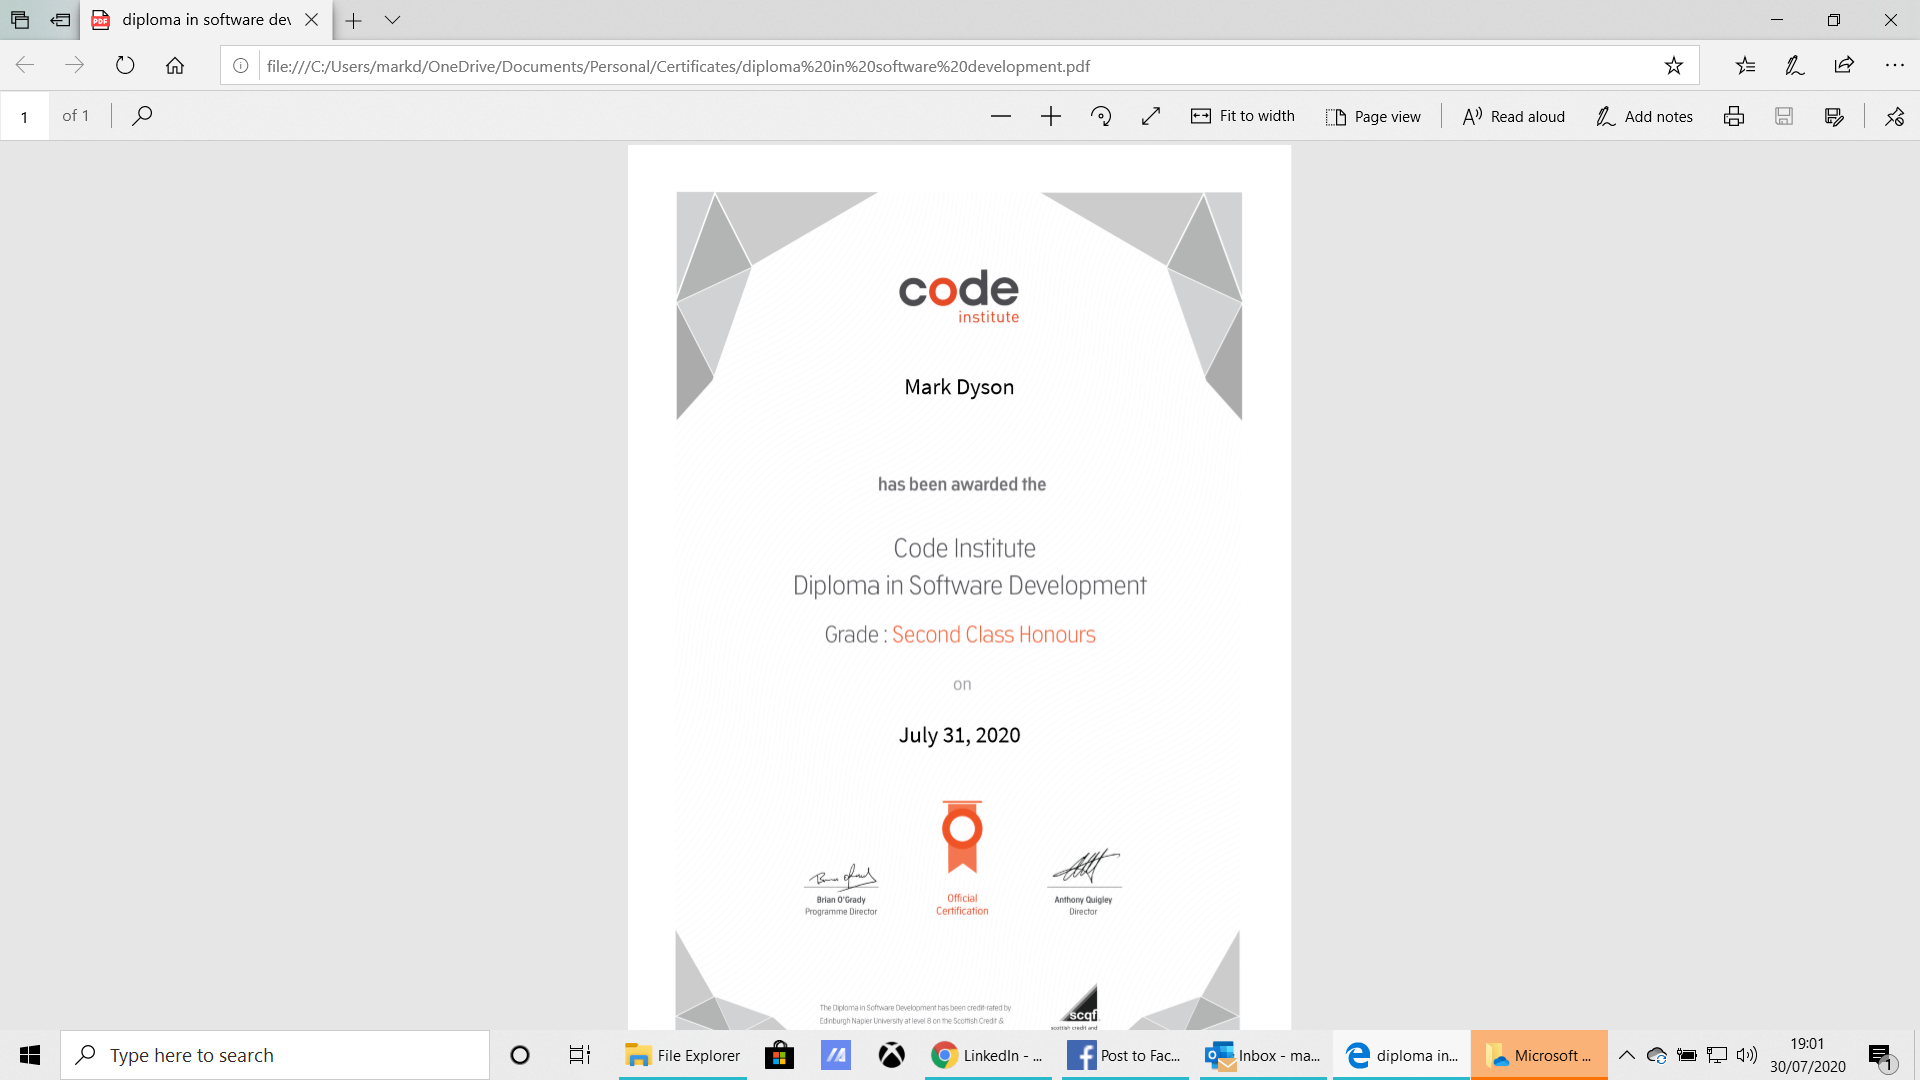 diploma in software dev
file:///C:/Users/markd/OneDrive/Documents/Personal/Certificates/diploma%20in%20software%20development.pdf
1 of 1
Fit to width
Page view
Read aloud
Add notes
code
institute
Mark Dyson
has been awarded the
Code Institute
Diploma in Software Development
Grade : Second Class Honours
on
July 31, 2020
Brian O'Grady
Programme Director
Official
Certification
Anthony Quigley
Director
The Diploma in Software Development has been credit-rated by
Edinburgh Napier University at level 8 on the Scottish Credit &
scqf
scottish credit and
Type here to search
File Explorer
LinkedIn - ...
Post to Fac...
Inbox - ma...
diploma in...
Microsoft ...
19:01
30/07/2020
1